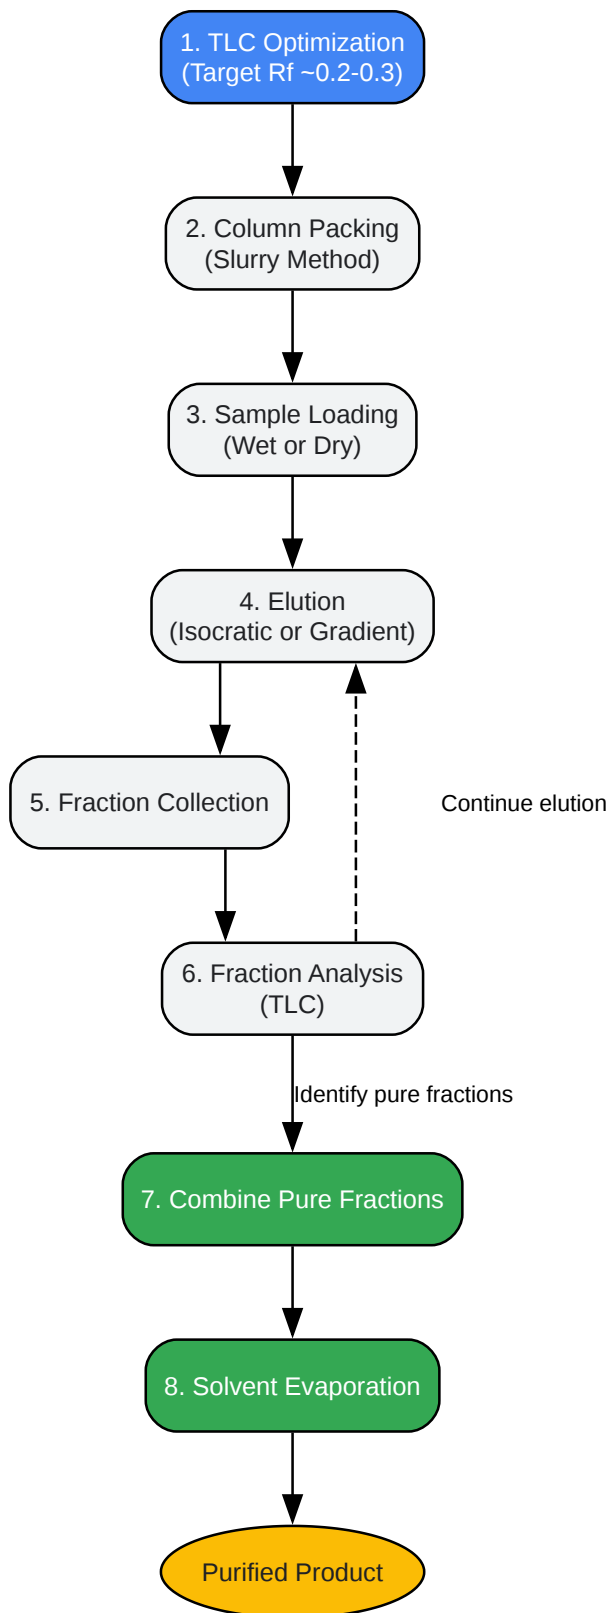 1. TLC Optimization
(Target Rf ~0.2-0.3)
2. Column Packing
(Slurry Method)
3. Sample Loading
(Wet or Dry)
4. Elution
(Isocratic or Gradient)
5. Fraction Collection
Continue elution
6. Fraction Analysis
(TLC)
Identify pure fractions
7. Combine Pure Fractions
8. Solvent Evaporation
Purified Product